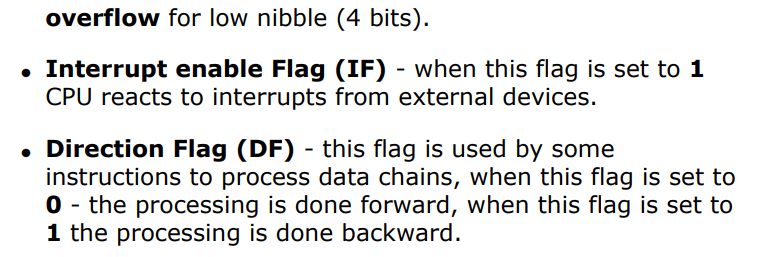 overflow for low nibble (4 bits).
• Interrupt enable Flag (IF) - when this flag is set to 1
CPU reacts to interrupts from external devices.
• Direction Flag (DF) - this flag is used by some
instructions to process data chains, when this flag is set to
0 - the processing is done forward, when this flag is set to
1 the processing is done backward.